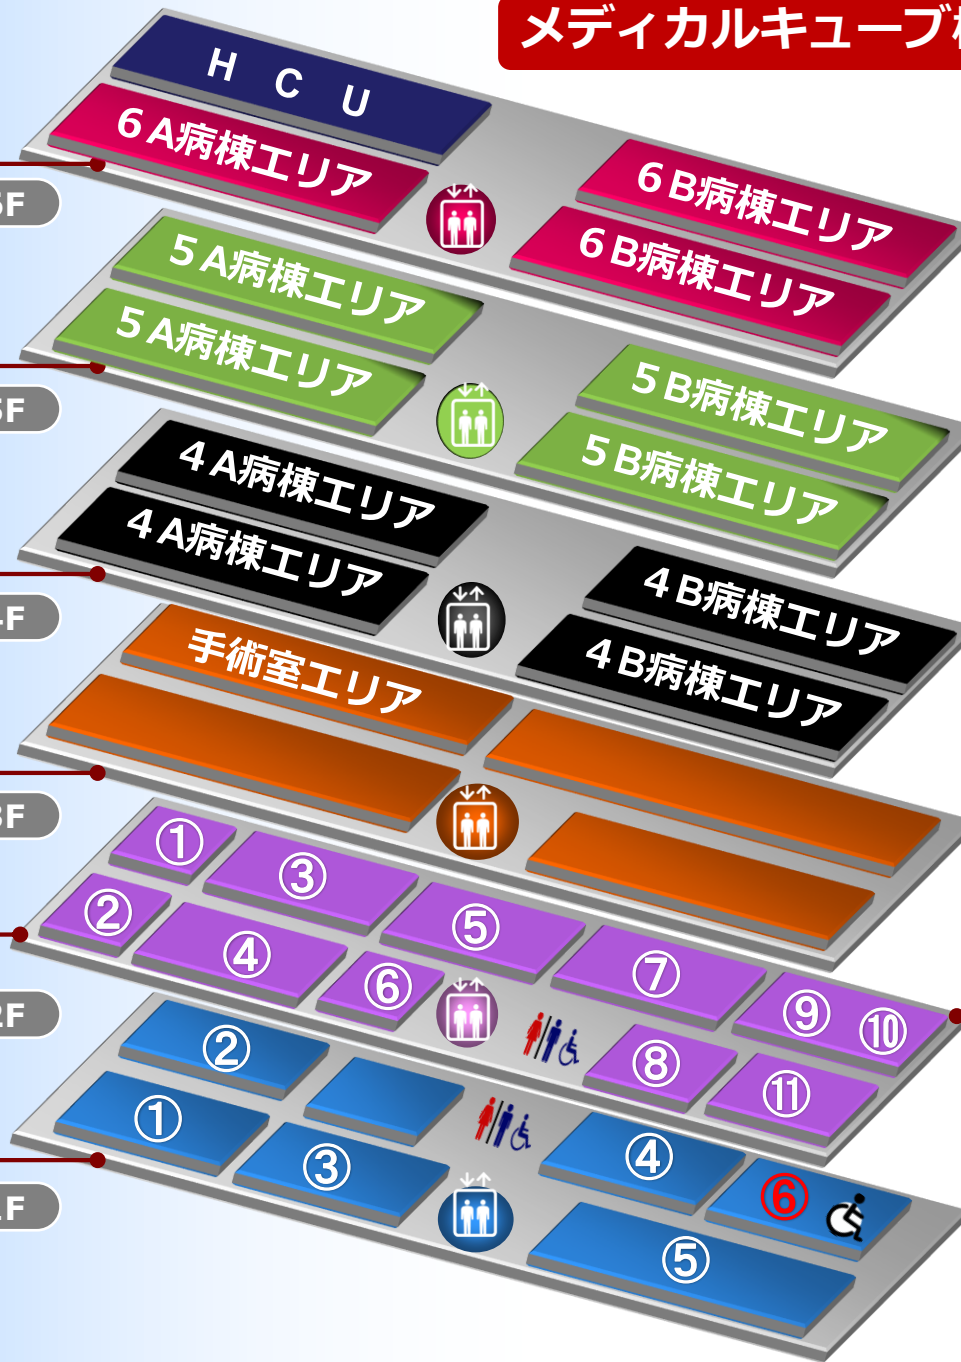 メディカルキューブ
H C U
6A病棟エリア
6B病棟エリア
6B病棟エリア
5A病棟エリア
5A病棟エリア
5B病棟エリア
5B病棟エリア
5F
4A病棟エリア
4A病棟エリア
4B病棟エリア
4B病棟エリア
手術室エリア
①
③
②
⑤
④
⑦
⑥
⑨ ⑩
⑧
⑪
②
①
③
④
⑥
⑤